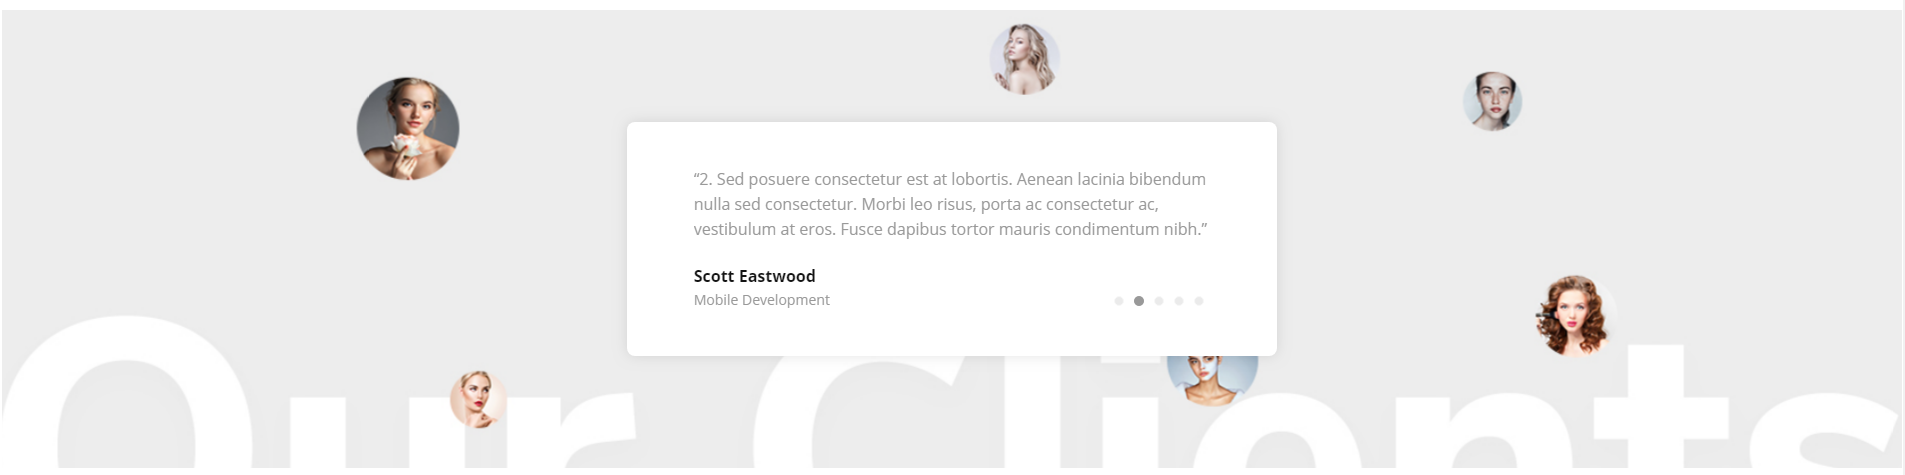 “2. Sed posuere consectetur est at lobortis. Aenean lacinia bibendum
nulla sed consectetur. Morbi leo risus, porta ac consectetur ac,
vestibulum at eros. Fusce dapibus tortor mauris condimentum nibh.”
Scott Eastwood
Mobile Development
Our Clients